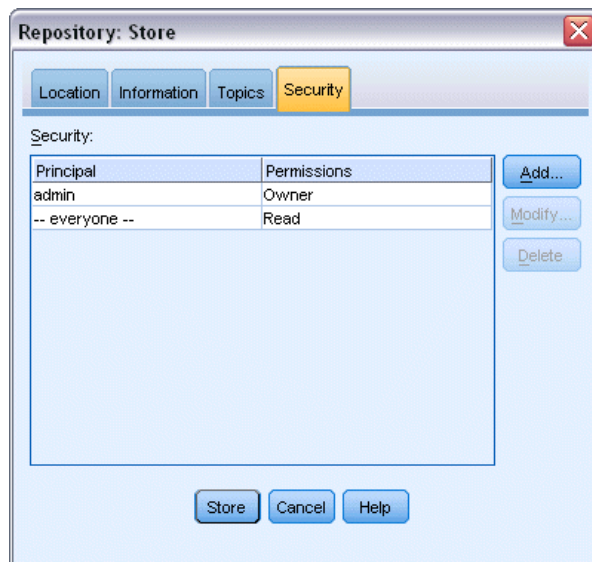 Repository: Store
Location Information Topics Security
Security:
Principal Permissions
admin Owner
-- everyone -- Read
Add...
Modify...
Delete
Store Cancel Help